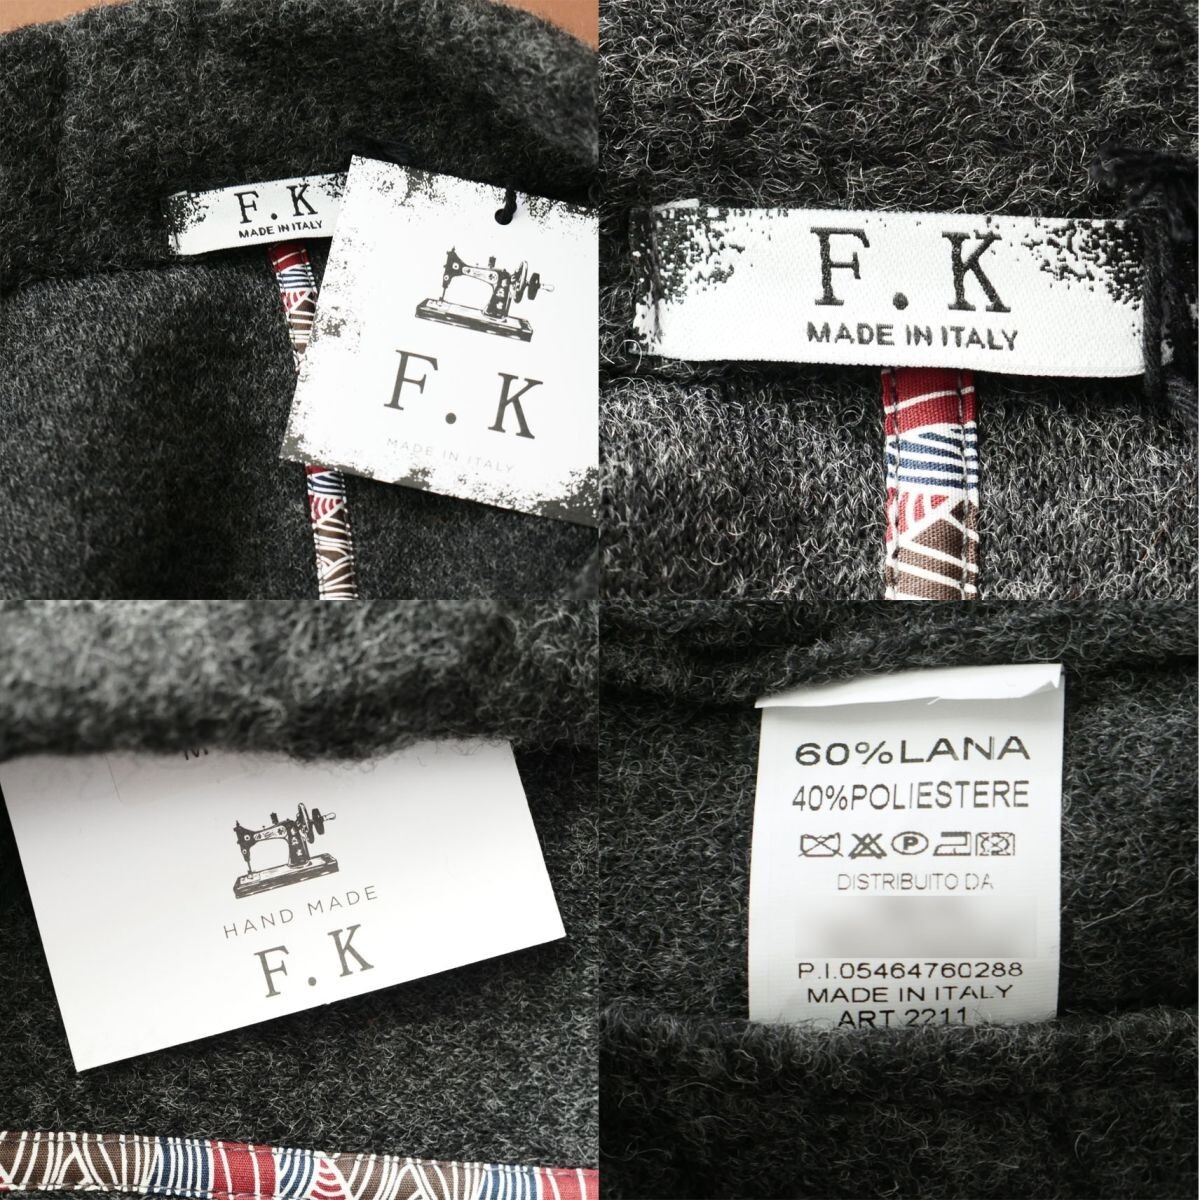 F.K
MADE IN ITALY
F.K
MADE IN ITALY
F.K
MADE IN ITALY
HAND MADE
F.K
60%LANA
40%POLIESTERE
P
DISTRIBUITO DA
P.I.05464760288
MADE IN ITALY
ART 2211